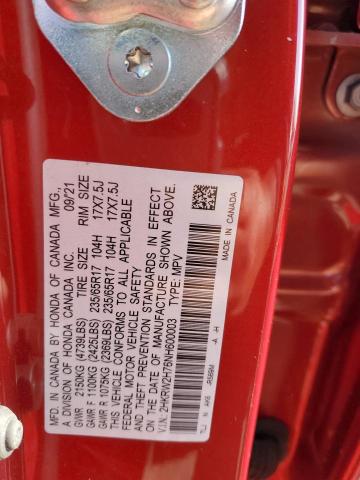 MFD. IN CANADA BY HONDA OF CANADA MFG.,
A DIVISION OF HONDA CANADA INC. 09/21
GVWR 2150KG (4739LBS) TIRE SIZE RIM SIZE
GAWR F 1100KG (2425LBS) 235/65R17 104H 17X7.5J
GAWR R 1075KG (2369LBS) 235/65R17 104H 17X7.5J
THIS VEHICLE CONFORMS TO ALL APPLICABLE
FEDERAL MOTOR VEHICLE SAFETY
AND THEFT PREVENTION STANDARDS IN EFFECT
ON THE DATE OF MANUFACTURE SHOWN ABOVE.
V.I.N: 2HKRW2H76NH600003 TYPE: MPV
MADE IN CANADA
TLJ N AK6 -A -H